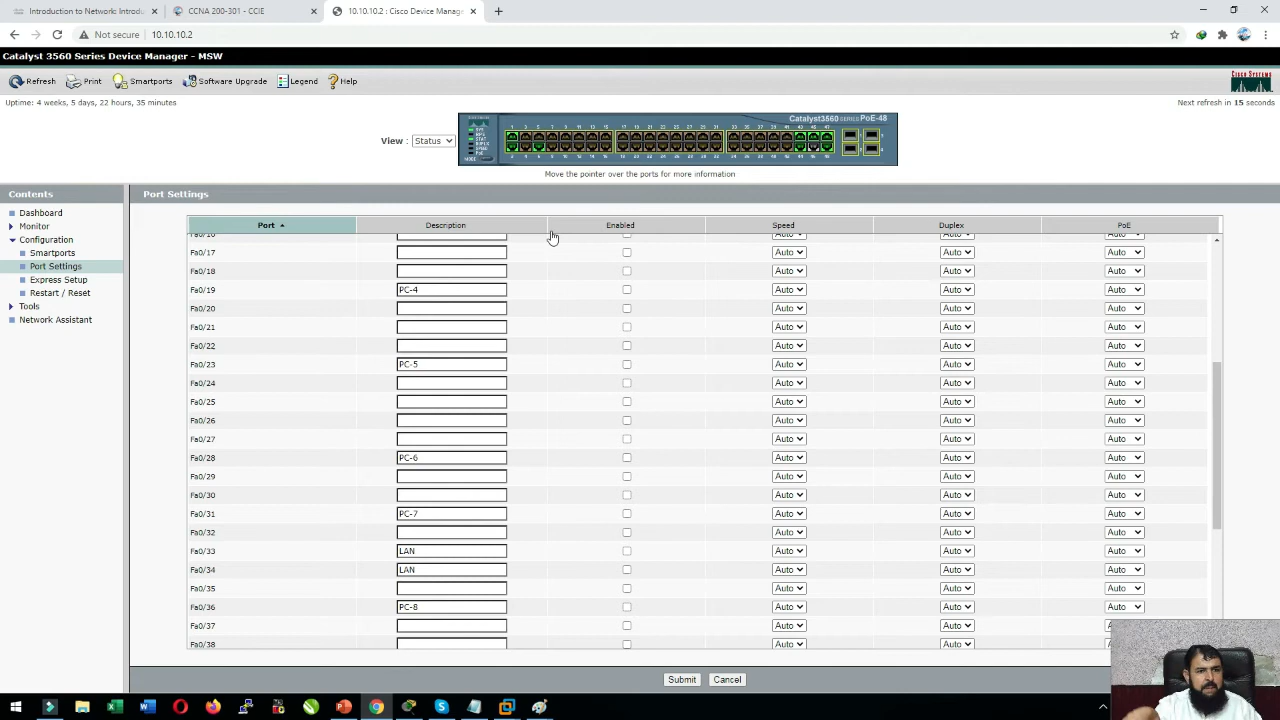 Introduction to Network Introdu
CCNA 200-301 - CCIE
10.10.10.2 : Cisco Device Manage
Not secure
10.10.10.2
Catalyst 3560 Series Device Manager - MSW
Refresh
Print
Smartports
Software Upgrade
Legend
Help
CISCO SYSTEMS
Uptime: 4 weeks, 5 days, 22 hours, 35 minutes
Next refresh in 15 seconds
View :
Status
Catalyst3560 SERIES PoE-48
MODE
Move the pointer over the ports for more information
Contents
Dashboard
Monitor
Configuration
Smartports
Port Settings
Express Setup
Restart / Reset
Tools
Network Assistant
Port Settings
Port Description Enabled Speed Duplex PoE
Fa0/16 Auto Auto Auto
Fa0/17 Auto Auto Auto
Fa0/18 Auto Auto Auto
Fa0/19 PC-4 Auto Auto Auto
Fa0/20 Auto Auto Auto
Fa0/21 Auto Auto Auto
Fa0/22 Auto Auto Auto
Fa0/23 PC-5 Auto Auto Auto
Fa0/24 Auto Auto Auto
Fa0/25 Auto Auto Auto
Fa0/26 Auto Auto Auto
Fa0/27 Auto Auto Auto
Fa0/28 PC-6 Auto Auto Auto
Fa0/29 Auto Auto Auto
Fa0/30 Auto Auto Auto
Fa0/31 PC-7 Auto Auto Auto
Fa0/32 Auto Auto Auto
Fa0/33 LAN Auto Auto Auto
Fa0/34 LAN Auto Auto Auto
Fa0/35 Auto Auto Auto
Fa0/36 PC-8 Auto Auto Auto
Fa0/37 Auto Auto
Fa0/38 Auto Auto
Submit
Cancel